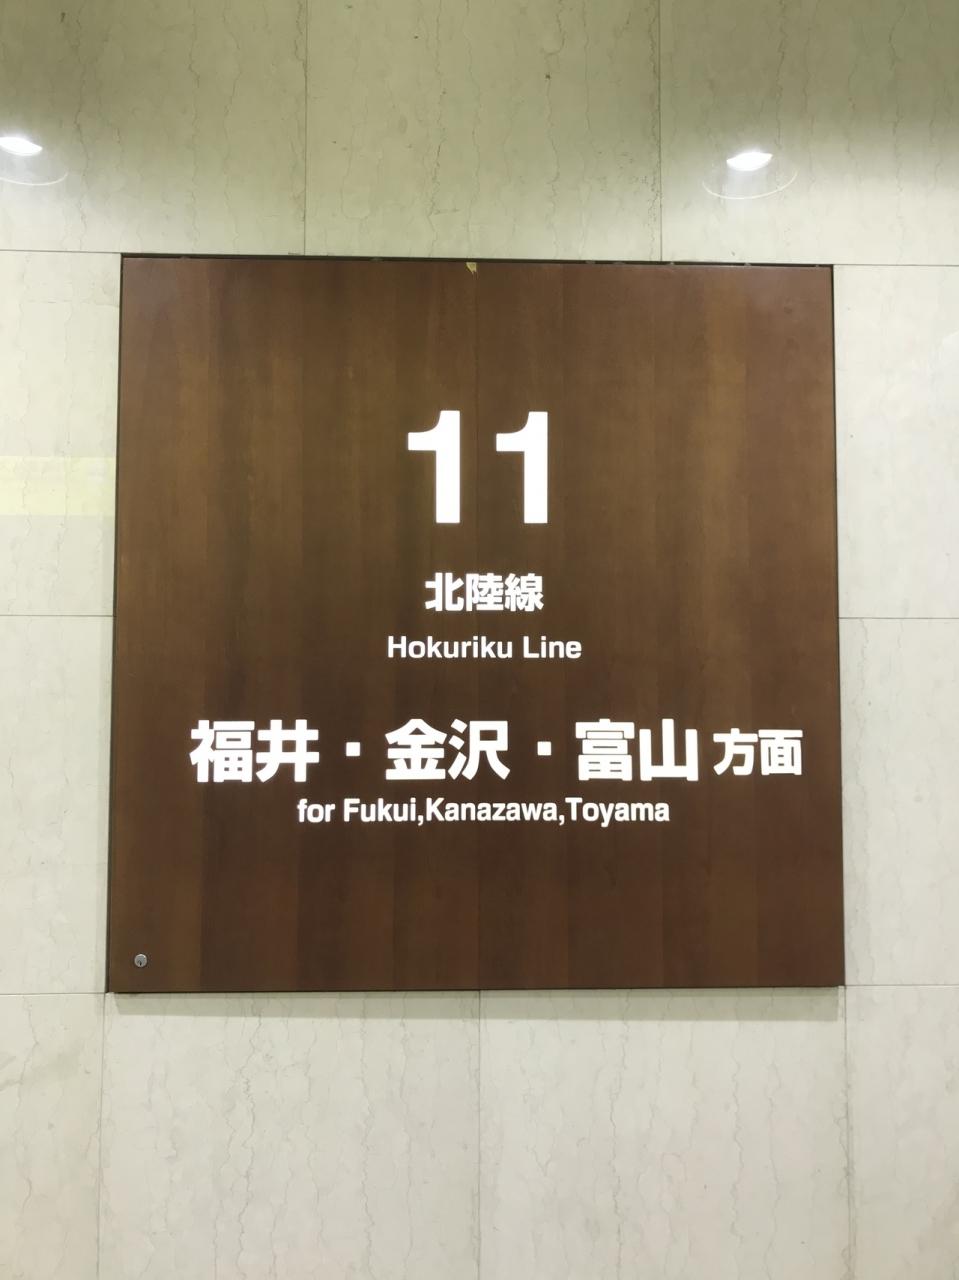 11
北陸線
Hokuriku Line
福井・金沢・富山方面
for Fukui,Kanazawa,Toyama